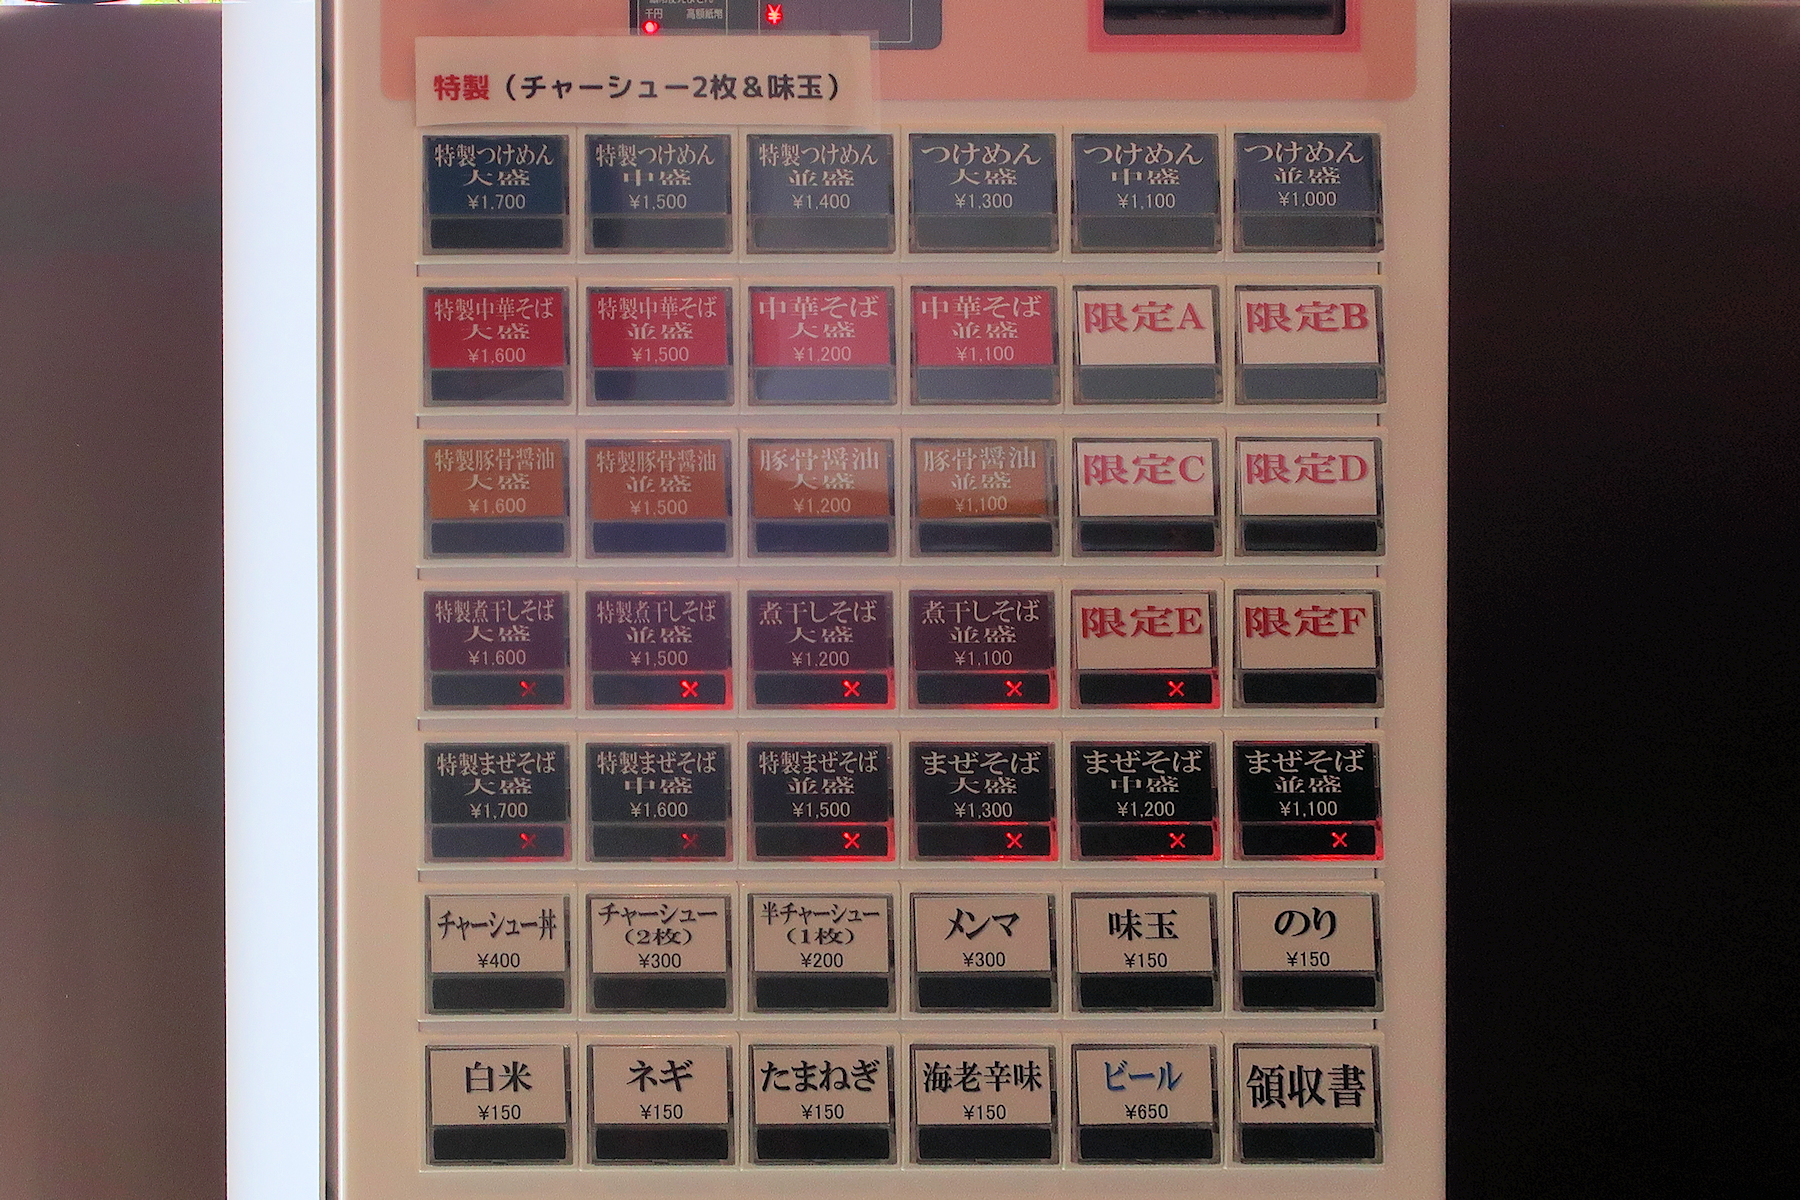 千円 高額紙幣
¥
特製（チャーシュー2枚＆味玉）
特製つけめん
大盛
¥1,700
特製つけめん
中盛
¥1,500
特製つけめん
並盛
¥1,400
つけめん
大盛
¥1,300
つけめん
中盛
¥1,100
つけめん
並盛
¥1,000
特製中華そば
大盛
¥1,600
特製中華そば
並盛
¥1,500
中華そば
大盛
¥1,200
中華そば
並盛
¥1,100
限定A
限定B
特製豚骨醤油
大盛
¥1,600
特製豚骨醤油
並盛
¥1,500
豚骨醤油
大盛
¥1,200
豚骨醤油
並盛
¥1,100
限定C
限定D
特製煮干しそば
大盛
¥1,600
×
特製煮干しそば
並盛
¥1,500
×
煮干しそば
大盛
¥1,200
×
煮干しそば
並盛
¥1,100
×
限定E
×
限定F
特製まぜそば
大盛
¥1,700
×
特製まぜそば
中盛
¥1,600
×
特製まぜそば
並盛
¥1,500
×
まぜそば
大盛
¥1,300
×
まぜそば
中盛
¥1,200
×
まぜそば
並盛
¥1,100
×
チャーシュー丼
¥400
チャーシュー
（2枚）
¥300
半チャーシュー
（1枚）
¥200
メンマ
¥300
味玉
¥150
のり
¥150
白米
¥150
ネギ
¥150
たまねぎ
¥150
海老辛味
¥150
ビール
¥650
領収書